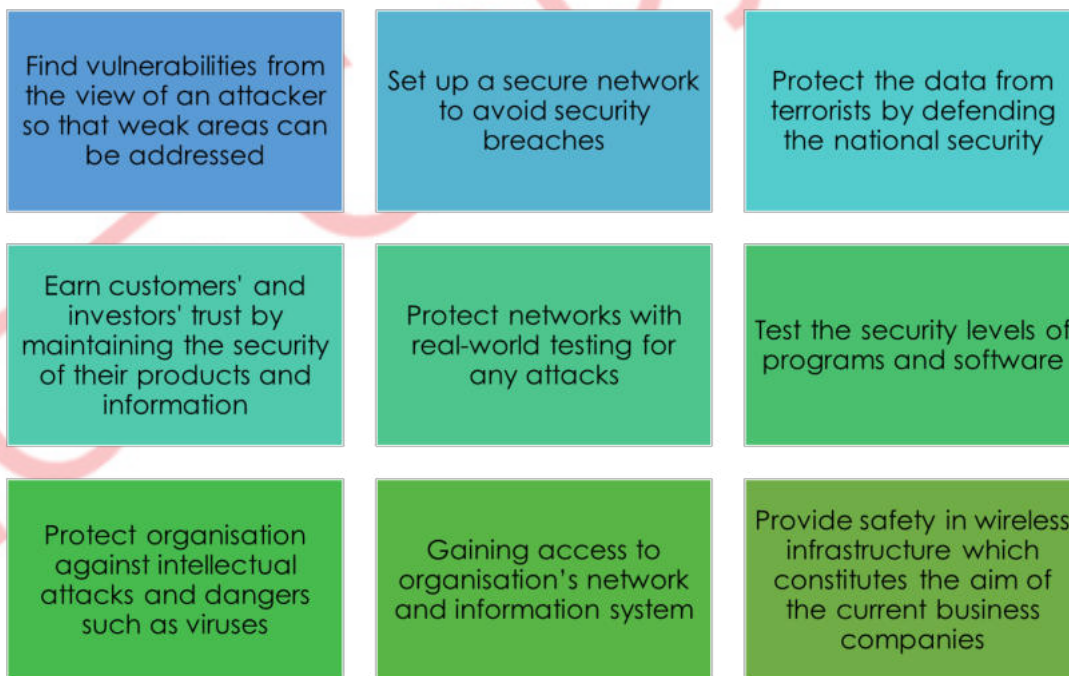 Find vulnerabilities from
the view of an attacker
so that weak areas can
be addressed
Set up a secure network
to avoid security
breaches
Protect the data from
terrorists by defending
the national security
Earn customers' and
investors' trust by
maintaining the security
of their products and
information
Protect networks with
real-world testing for
any attacks
Test the security levels of
programs and software
Protect organisation
against intellectual
attacks and dangers
such as viruses
Gaining access to
organisation’s network
and information system
Provide safety in wireless
infrastructure which
constitutes the aim of
the current business
companies